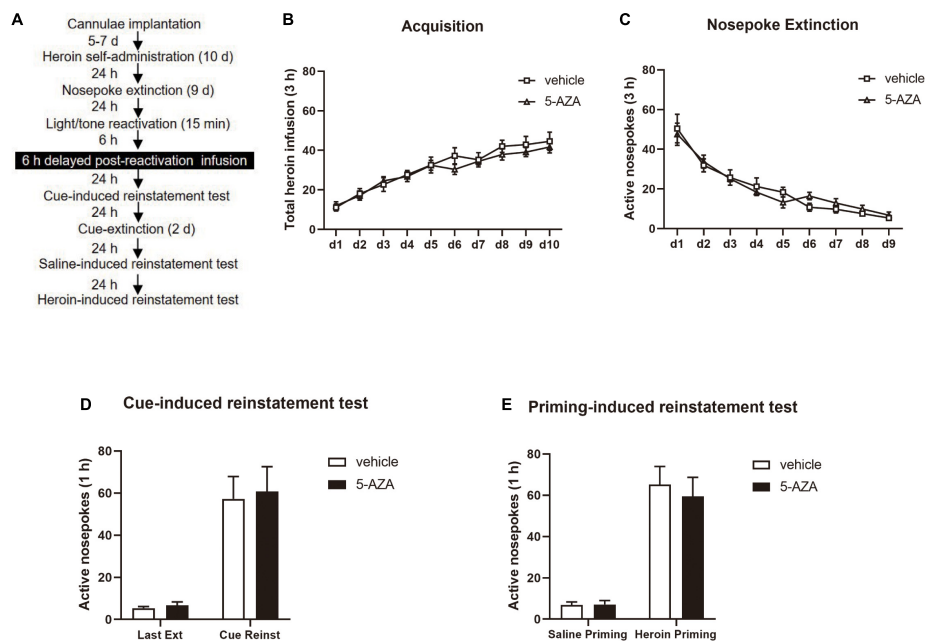 A
Cannulae implantation
5-7 d
Heroin self-administration (10 d)
24 h
Nosepoke extinction (9 d)
24 h
Light/tone reactivation (15 min)
6 h
6 h delayed post-reactivation infusion
24 h
Cue-induced reinstatement test
24 h
Cue-extinction (2 d)
24 h
Saline-induced reinstatement test
24 h
Heroin-induced reinstatement test
B
Acquisition
Total heroin infusion (3 h)
80
60
40
20
0
d1 d2 d3 d4 d5 d6 d7 d8 d9 d10
vehicle
5-AZA
C
Nosepoke Extinction
Active nosepokes (3 h)
80
60
40
20
0
d1 d2 d3 d4 d5 d6 d7 d8 d9
vehicle
5-AZA
D
Cue-induced reinstatement test
Active nosepokes (1 h)
80
60
40
20
0
Last Ext Cue Reinst
vehicle
5-AZA
E
Priming-induced reinstatement test
Active nosepokes (1 h)
80
60
40
20
0
Saline Priming Heroin Priming
vehicle
5-AZA